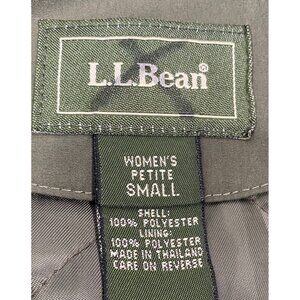 L.L.Bean®
WOMEN'S
PETITE
SMALL
SHELL:
100% POLYESTER
LINING:
100% POLYESTER
MADE IN THAILAND
CARE ON REVERSE